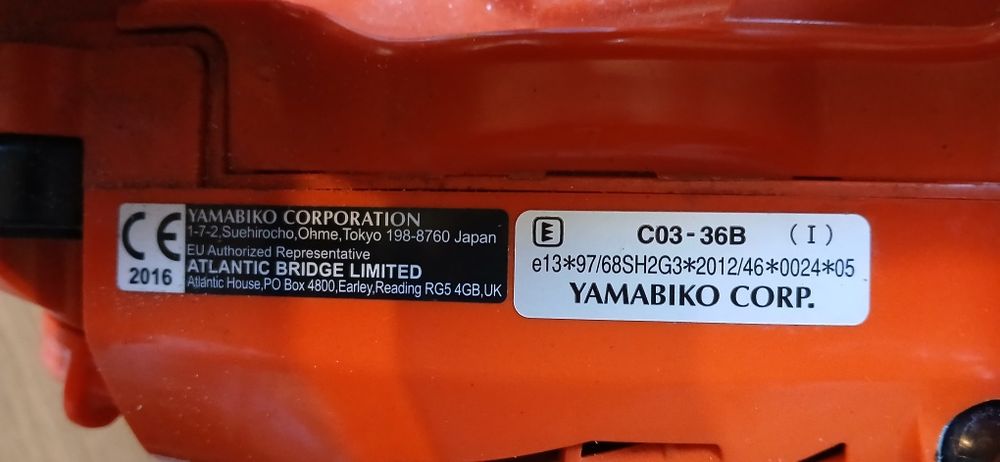 CE
2016
YAMABIKO CORPORATION
1-7-2,Suehirocho,Ohme,Tokyo 198-8760 Japan
EU Authorized Representative
ATLANTIC BRIDGE LIMITED
Atlantic House,PO Box 4800,Earley,Reading RG5 4GB,UK
E C03-36B (I)
e13*97/68SH2G3*2012/46*0024*05
YAMABIKO CORP.